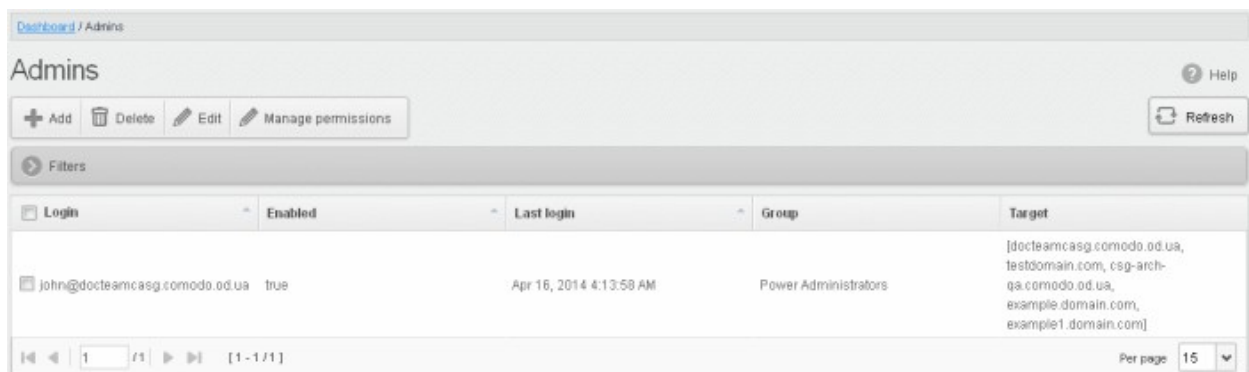 Dashboard / Admins
Admins
Help
Add Delete Edit Manage permissions
Refresh
Filters
Login Enabled Last login Group Target
john@docteamcasg.comodo.od.ua true Apr 16, 2014 4:13:58 AM Power Administrators
[docteamcasg.comodo.od.ua,
testdomain.com, csg-arch-
qa.comodo.od.ua,
example.domain.com,
example1.domain.com]
1 /1 [1 - 1 / 1] Per page 15